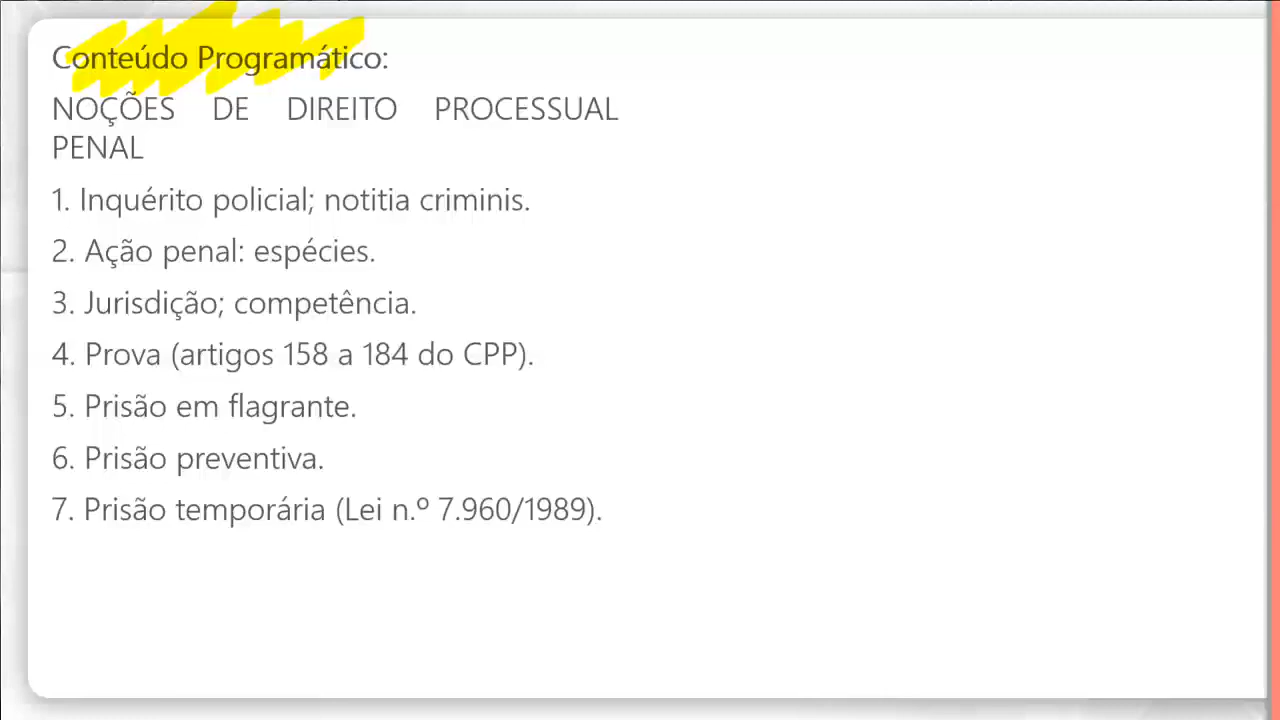 Conteúdo Programático:
NOÇÕES DE DIREITO PROCESSUAL
PENAL
1. Inquérito policial; notitia criminis.
2. Ação penal: espécies.
3. Jurisdição; competência.
4. Prova (artigos 158 a 184 do CPP).
5. Prisão em flagrante.
6. Prisão preventiva.
7. Prisão temporária (Lei n.º 7.960/1989).